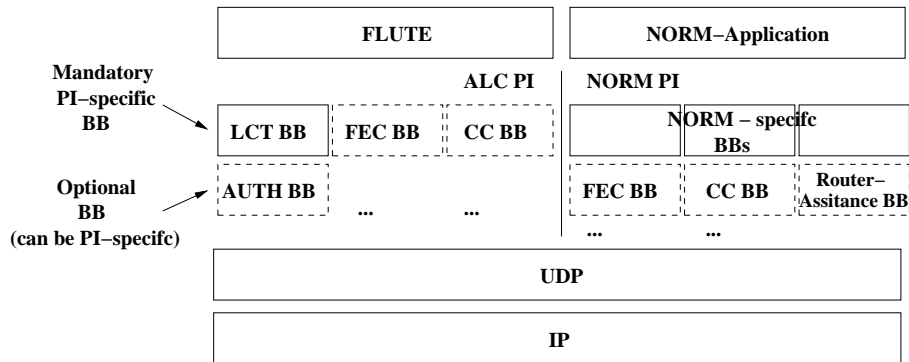 FLUTE
NORM–Application
Mandatory
PI–specific
BB
ALC PI
NORM PI
LCT BB
FEC BB
CC BB
NORM – specifc
BBs
Optional
BB
(can be PI–specifc)
AUTH BB
...
...
FEC BB
CC BB
Router–
Assitance BB
...
...
UDP
IP